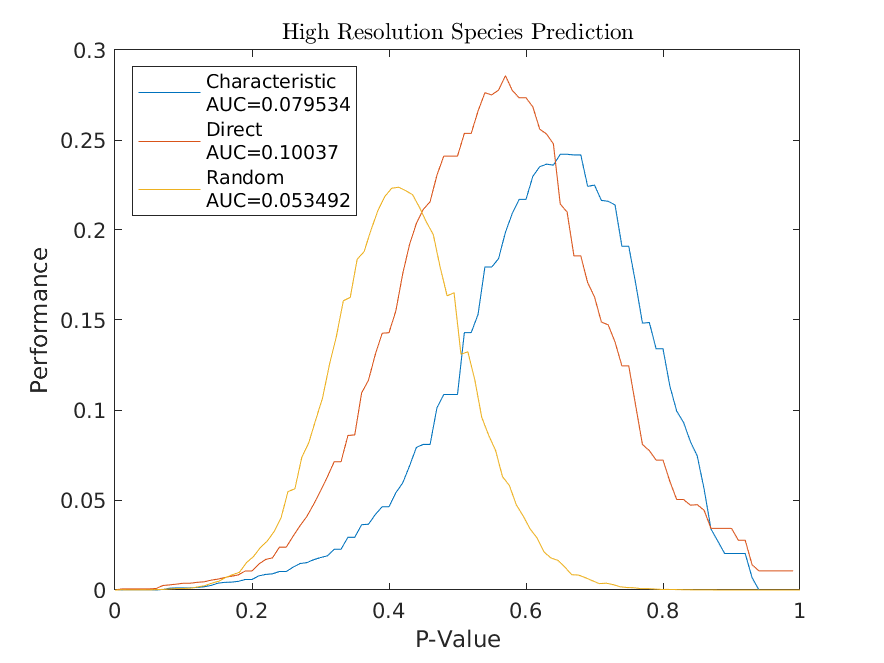 High Resolution Species Prediction
0.3
0.25
0.2
0.15
0.1
0.05
0
Performance
Characteristic
AUC=0.079534
Direct
AUC=0.10037
Random
AUC=0.053492
0 0.2 0.4 0.6 0.8 1
P-Value